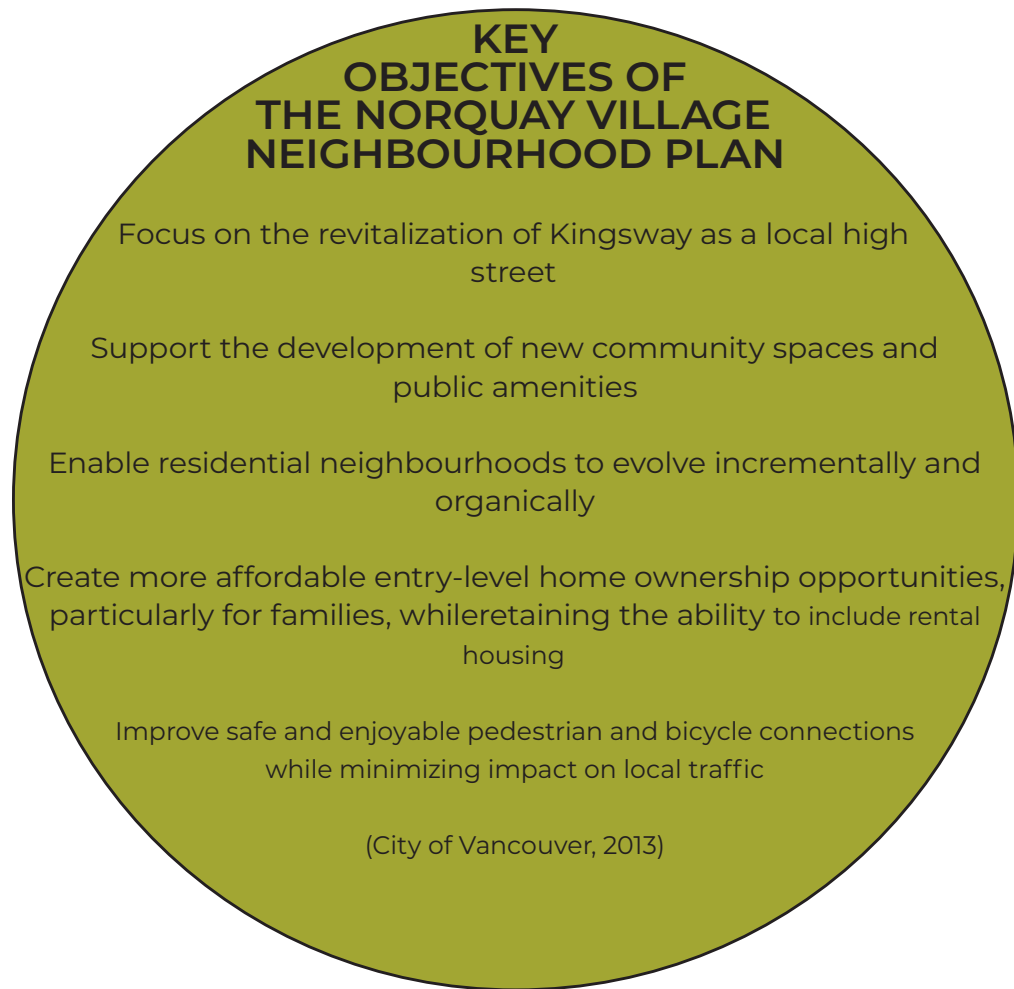 KEY
OBJECTIVES OF
THE NORQUAY VILLAGE
NEIGHBOURHOOD PLAN
Focus on the revitalization of Kingsway as a local high
street
Support the development of new community spaces and
public amenities
Enable residential neighbourhoods to evolve incrementally and
organically
Create more affordable entry-level home ownership opportunities,
particularly for families, whileretaining the ability to include rental
housing
Improve safe and enjoyable pedestrian and bicycle connections
while minimizing impact on local traffic
(City of Vancouver, 2013)